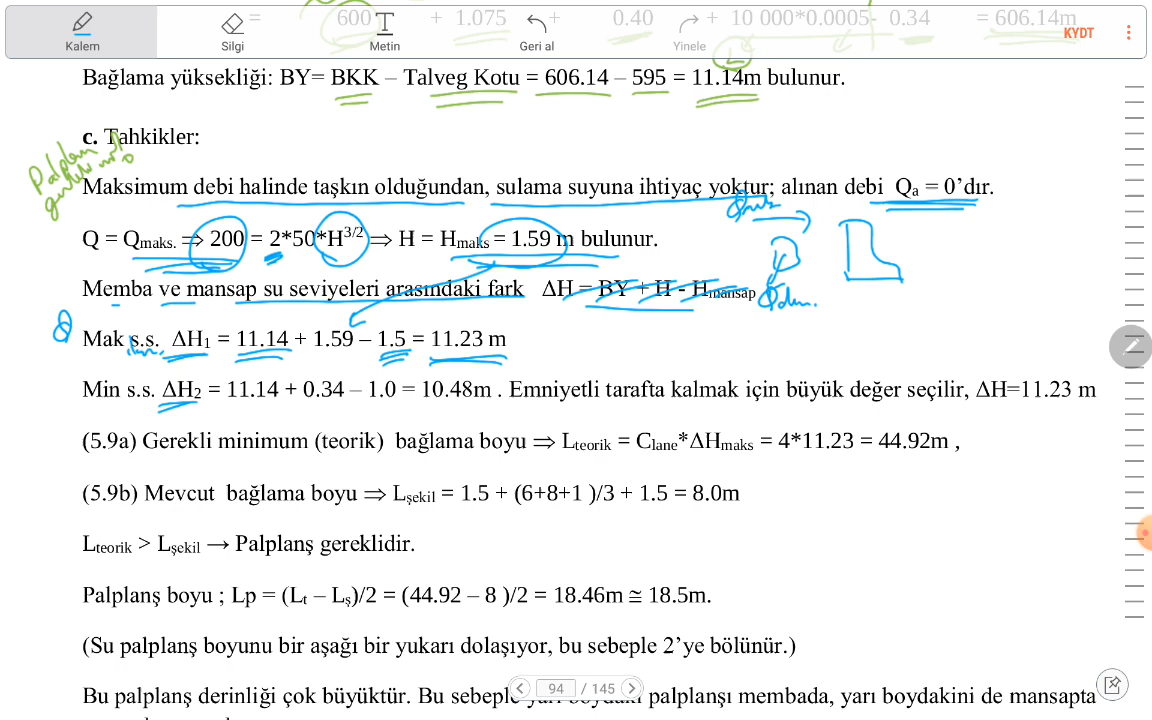 = 600 + 1.075 + 0.40 + 10 000*0.0005- 0.34 = 606.14m
Kalem Silgi Metin Geri al Yinele KYDT
Bağlama yüksekliği: BY= BKK – Talveg Kotu = 606.14 – 595 = 11.14m bulunur.
c. Tahkikler:
Palplanş
Maksimum debi halinde taşkın olduğundan, sulama suyuna ihtiyaç yoktur; alınan debi Qa = 0’dır.
Q = Qmaks. ⇒ 200 = 2*50*H3/2 ⇒ H = Hmaks = 1.59 m bulunur.
Memba ve mansap su seviyeleri arasındaki fark ΔH = BY + H - Hmansap
Mak s.s. ΔH1 = 11.14 + 1.59 – 1.5 = 11.23 m
Min s.s. ΔH2 = 11.14 + 0.34 – 1.0 = 10.48m . Emniyetli tarafta kalmak için büyük değer seçilir, ΔH=11.23 m
(5.9a) Gerekli minimum (teorik) bağlama boyu ⇒ Lteorik = Clane*ΔHmaks = 4*11.23 = 44.92m ,
(5.9b) Mevcut bağlama boyu ⇒ Lşekil = 1.5 + (6+8+1 )/3 + 1.5 = 8.0m
Lteorik > Lşekil → Palplanş gereklidir.
Palplanş boyu ; Lp = (Lt – Lş)/2 = (44.92 – 8 )/2 = 18.46m ≅ 18.5m.
(Su palplanş boyunu bir aşağı bir yukarı dolaşıyor, bu sebeple 2’ye bölünür.)
Bu palplanş derinliği çok büyüktür. Bu sebeple yarı boydaki palplanşı membada, yarı boydakini de mansapta
94 / 145